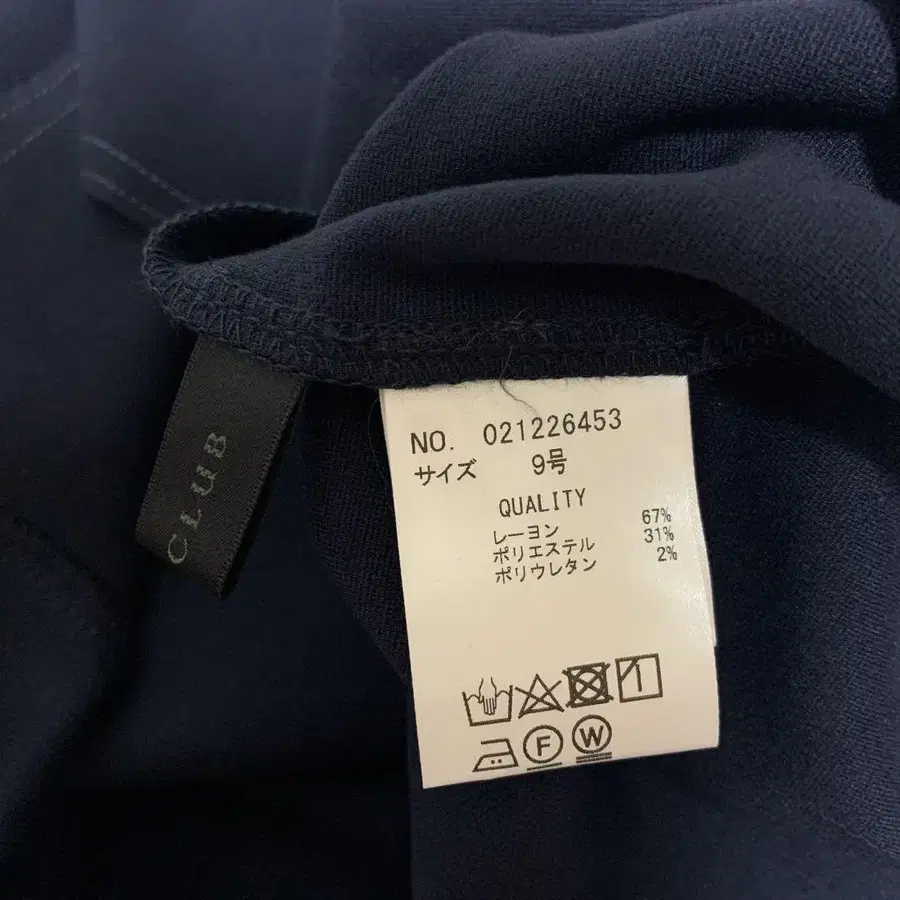 CLUB
NO. 021226453
サイズ 9号
QUALITY
レーヨン 67%
ポリエステル 31%
ポリウレタン 2%
F W